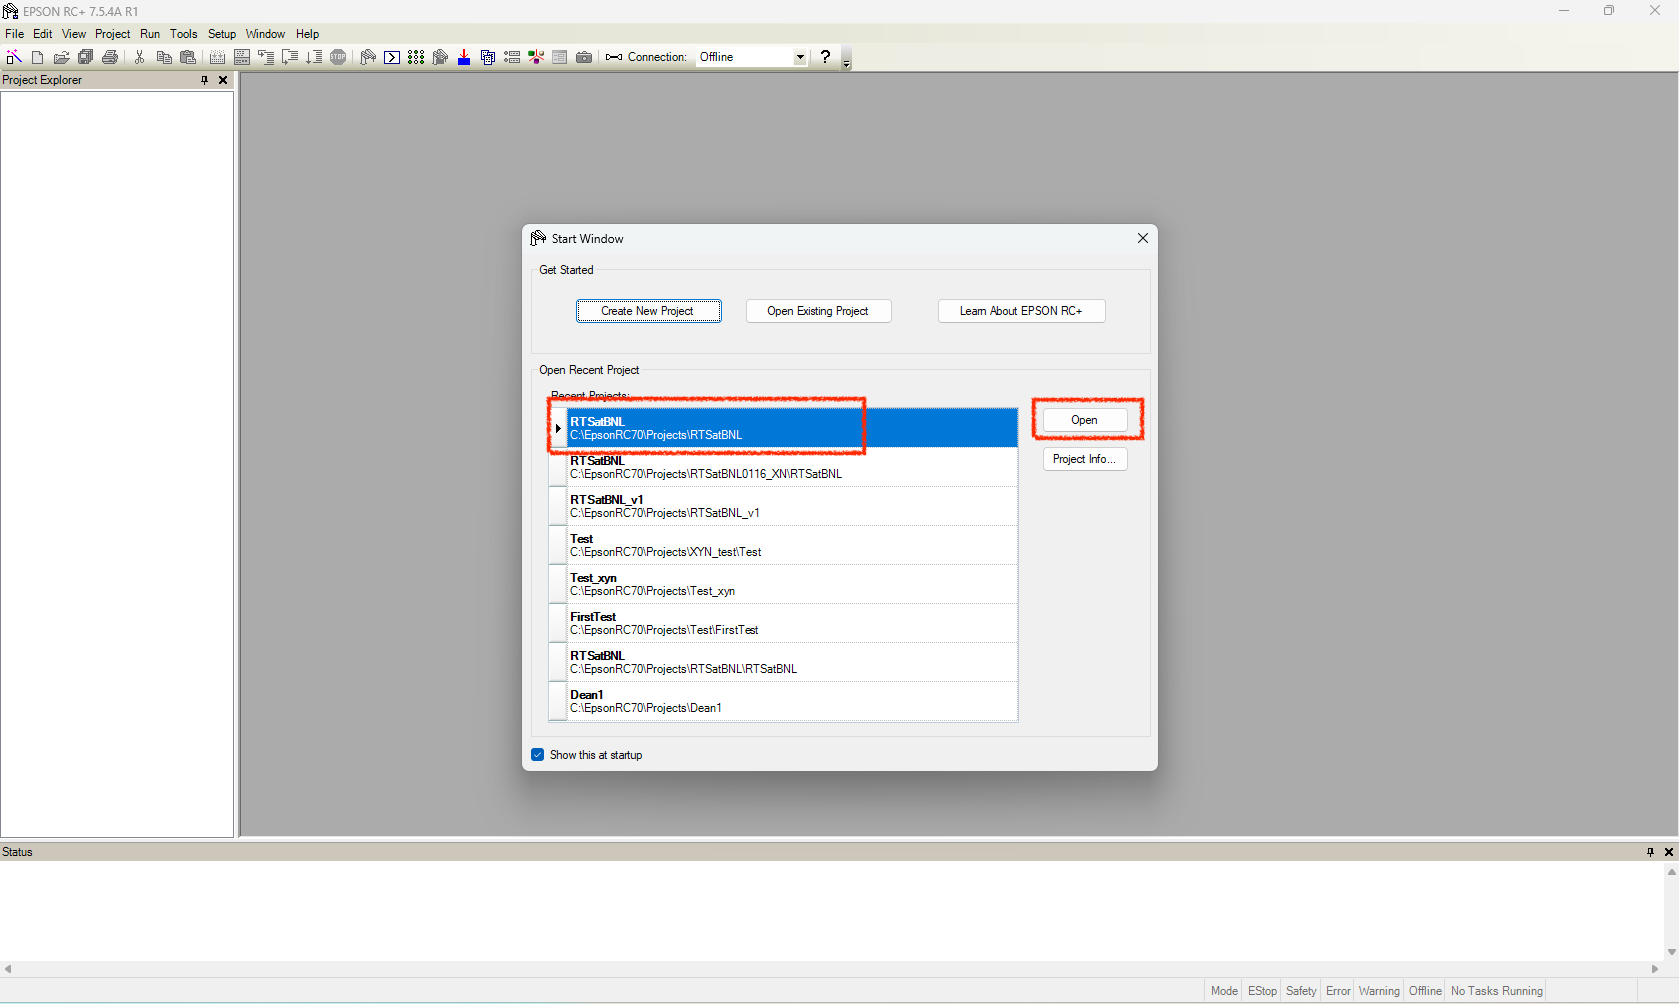 EPSON RC+ 7.5.4A R1
File Edit View Project Run Tools Setup Window Help
STOP Connection: Offline ?
Project Explorer
Start Window
Get Started
Create New Project Open Existing Project Learn About EPSON RC+
Open Recent Project
Recent Projects:
RTSatBNL
C:\EpsonRC70\Projects\RTSatBNL
Open
RTSatBNL
C:\EpsonRC70\Projects\RTSatBNL0116_XN\RTSatBNL
Project Info...
RTSatBNL_v1
C:\EpsonRC70\Projects\RTSatBNL_v1
Test
C:\EpsonRC70\Projects\XYN_test\Test
Test_xyn
C:\EpsonRC70\Projects\Test_xyn
FirstTest
C:\EpsonRC70\Projects\Test\FirstTest
RTSatBNL
C:\EpsonRC70\Projects\RTSatBNL\RTSatBNL
Dean1
C:\EpsonRC70\Projects\Dean1
Show this at startup
Status
Mode EStop Safety Error Warning Offline No Tasks Running